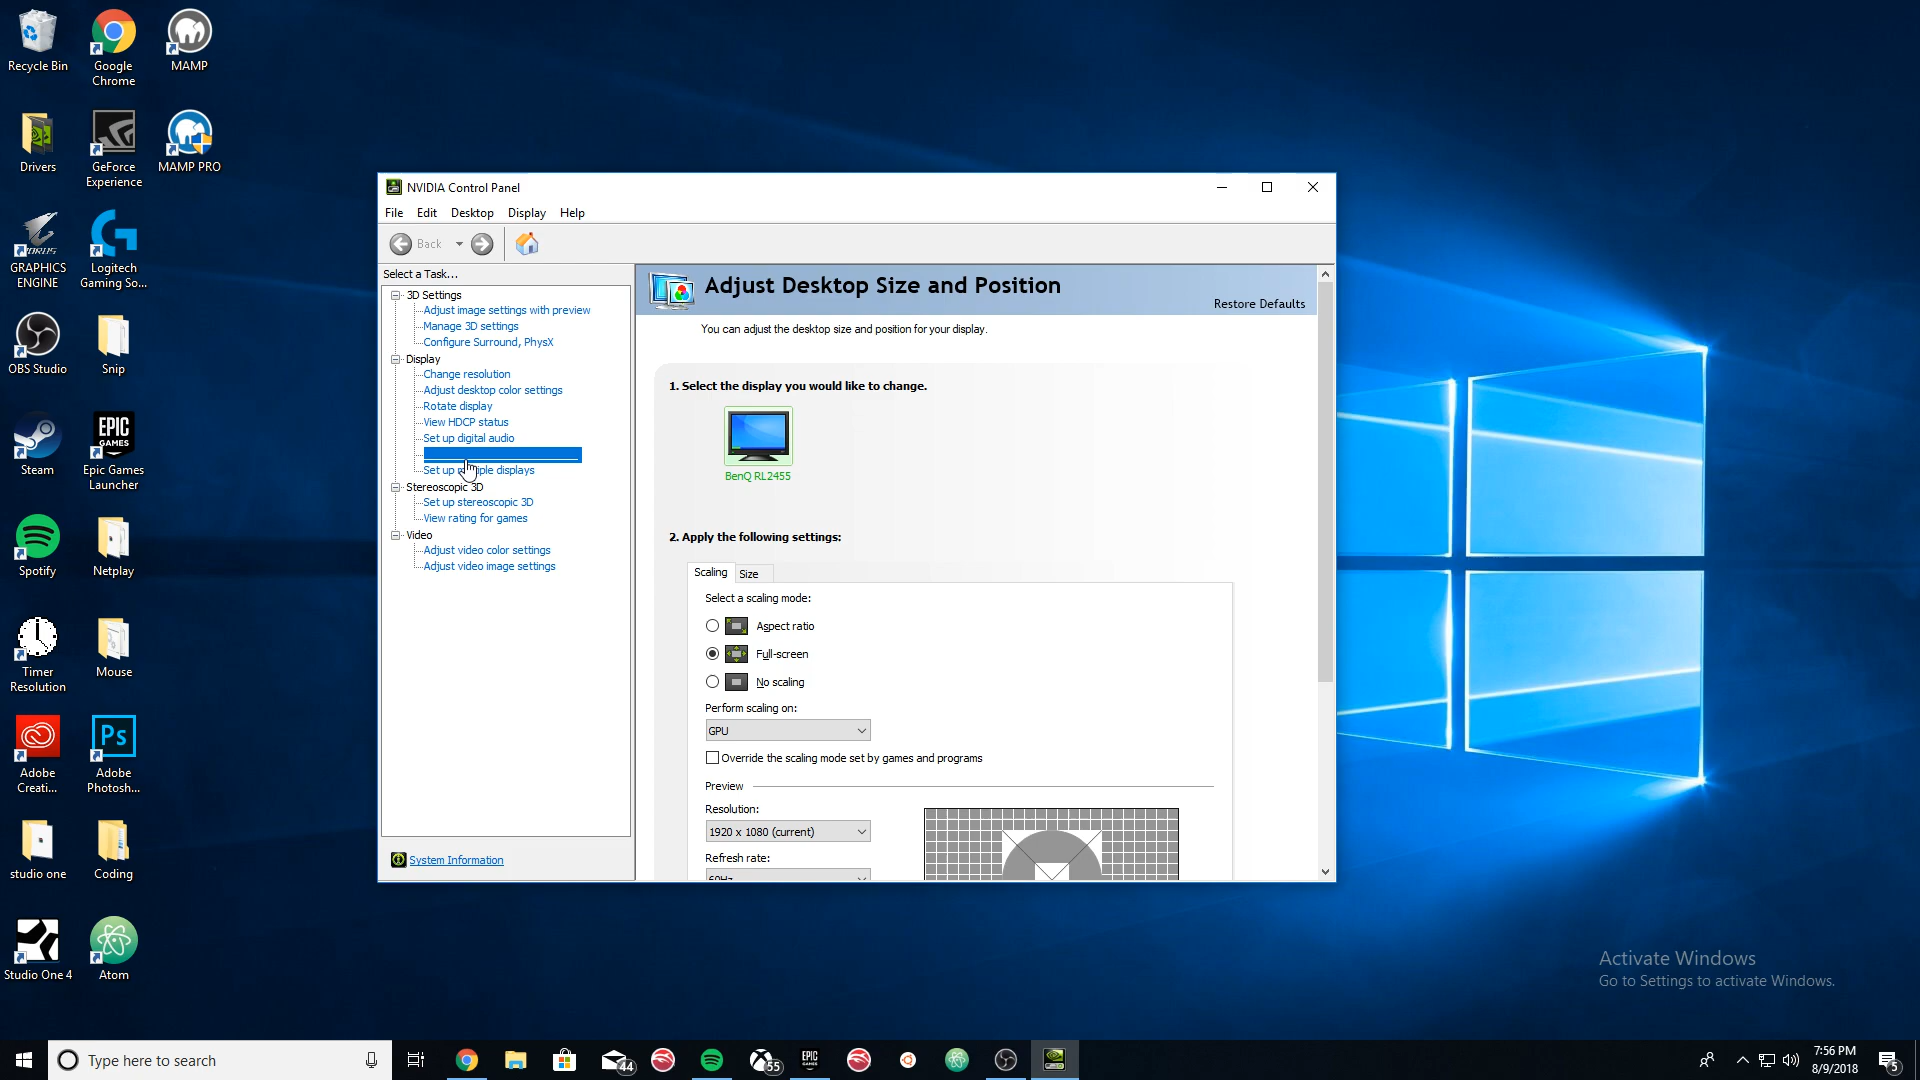 Recycle Bin
Google
Chrome
MAMP
Drivers
GeForce
Experience
MAMP PRO
GRAPHICS
ENGINE
Logitech
Gaming So...
OBS Studio
Snip
Steam
EPIC
GAMES
Epic Games
Launcher
Spotify
Netplay
Timer
Resolution
Mouse
Adobe
Creati...
Ps
Adobe
Photosh...
studio one
Coding
Studio One 4
Atom
NVIDIA Control Panel
File Edit Desktop Display Help
Back
Select a Task...
3D Settings
Adjust image settings with preview
Manage 3D settings
Configure Surround, PhysX
Display
Change resolution
Adjust desktop color settings
Rotate display
View HDCP status
Set up digital audio
Set up multiple displays
Stereoscopic 3D
Set up stereoscopic 3D
View rating for games
Video
Adjust video color settings
Adjust video image settings
System Information
Adjust Desktop Size and Position
Restore Defaults
You can adjust the desktop size and position for your display.
1. Select the display you would like to change.
BenQ RL2455
2. Apply the following settings:
Scaling Size
Select a scaling mode:
Aspect ratio
Full-screen
No scaling
Perform scaling on:
GPU
Override the scaling mode set by games and programs
Preview
Resolution:
1920 x 1080 (current)
Refresh rate:
60Hz
Activate Windows
Go to Settings to activate Windows.
Type here to search
44
55
EPIC
GAMES
7:56 PM
8/9/2018
5